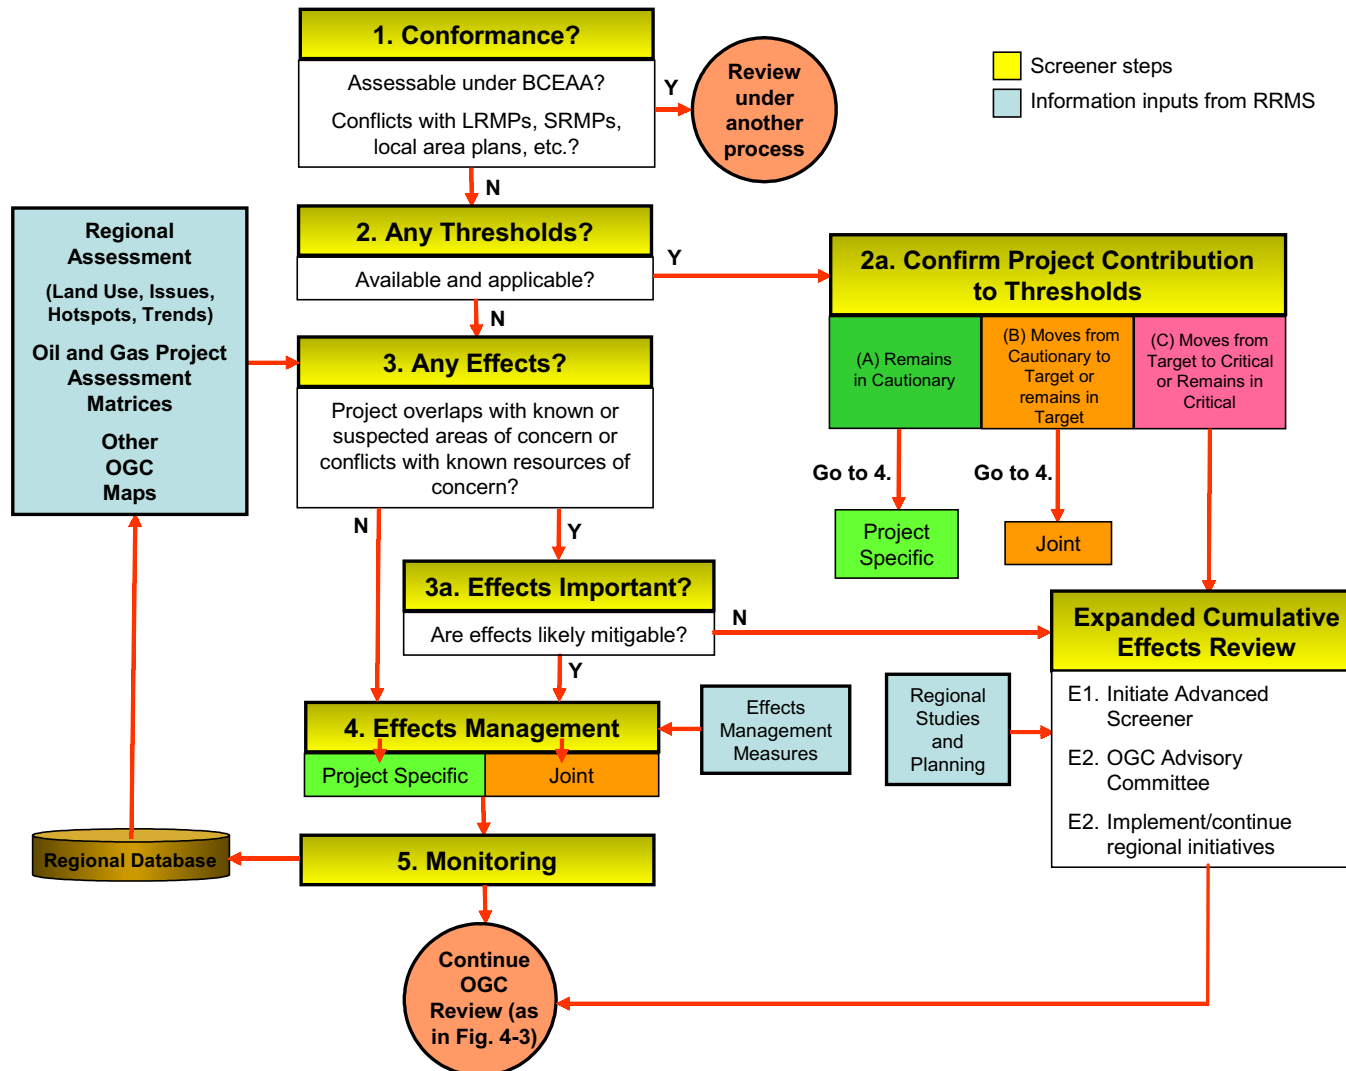 1. Conformance?
Assessable under BCEAA?
Conflicts with LRMPs, SRMPs,
local area plans, etc.?
Y
Review
under
another
process
Screener steps
Information inputs from RRMS
N
Regional
Assessment
(Land Use, Issues,
Hotspots, Trends)
Oil and Gas Project
Assessment
Matrices
Other
OGC
Maps
2. Any Thresholds?
Available and applicable?
Y
N
2a. Confirm Project Contribution
to Thresholds
(A) Remains
in Cautionary
(B) Moves from
Cautionary to
Target or
remains in
Target
(C) Moves from
Target to Critical
or Remains in
Critical
Go to 4.
Go to 4.
Project
Specific
Joint
3. Any Effects?
Project overlaps with known or
suspected areas of concern or
conflicts with known resources of
concern?
N
Y
3a. Effects Important?
Are effects likely mitigable?
N
Y
Expanded Cumulative
Effects Review
E1. Initiate Advanced
Screener
E2. OGC Advisory
Committee
E2. Implement/continue
regional initiatives
Regional
Studies
and
Planning
Effects
Management
Measures
4. Effects Management
Project Specific
Joint
5. Monitoring
Regional Database
Continue
OGC
Review (as
in Fig. 4-3)